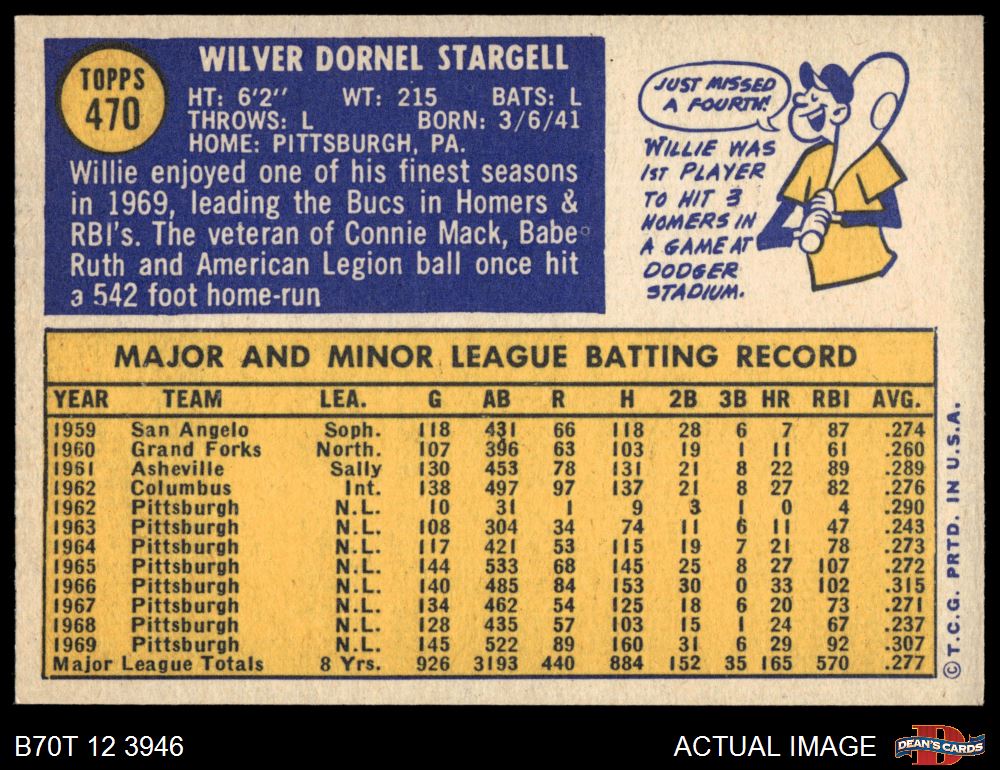 TOPPS
470
WILVER DORNEL STARGELL
HT: 6'2'' WT: 215 BATS: L
THROWS: L BORN: 3/6/41
HOME: PITTSBURGH, PA.
Willie enjoyed one of his finest seasons
in 1969, leading the Bucs in Homers &
RBI's. The veteran of Connie Mack, Babe
Ruth and American Legion ball once hit
a 542 foot home-run
JUST MISSED
A FOURTH!
WILLIE WAS
1ST PLAYER
TO HIT 3
HOMERS IN
A GAME AT
DODGER
STADIUM.
MAJOR AND MINOR LEAGUE BATTING RECORD
YEAR TEAM LEA. G AB R H 2B 3B HR RBI AVG.
1959 San Angelo Soph. 118 431 66 118 28 6 7 87 .274
1960 Grand Forks North. 107 396 63 103 19 1 11 61 .260
1961 Asheville Sally 130 453 78 131 21 8 22 89 .289
1962 Columbus Int. 138 497 97 137 21 8 27 82 .276
1962 Pittsburgh N.L. 10 31 1 9 3 1 0 4 .290
1963 Pittsburgh N.L. 108 304 34 74 11 6 11 47 .243
1964 Pittsburgh N.L. 117 421 53 115 19 7 21 78 .273
1965 Pittsburgh N.L. 144 533 68 145 25 8 27 107 .272
1966 Pittsburgh N.L. 140 485 84 153 30 0 33 102 .315
1967 Pittsburgh N.L. 134 462 54 125 18 6 20 73 .271
1968 Pittsburgh N.L. 128 435 57 103 15 1 24 67 .237
1969 Pittsburgh N.L. 145 522 89 160 31 6 29 92 .307
Major League Totals 8 Yrs. 926 3193 440 884 152 35 165 570 .277
©T.C.G. PRTD. IN U.S.A.
B70T 12 3946
ACTUAL IMAGE
D
DEAN'S CARDS